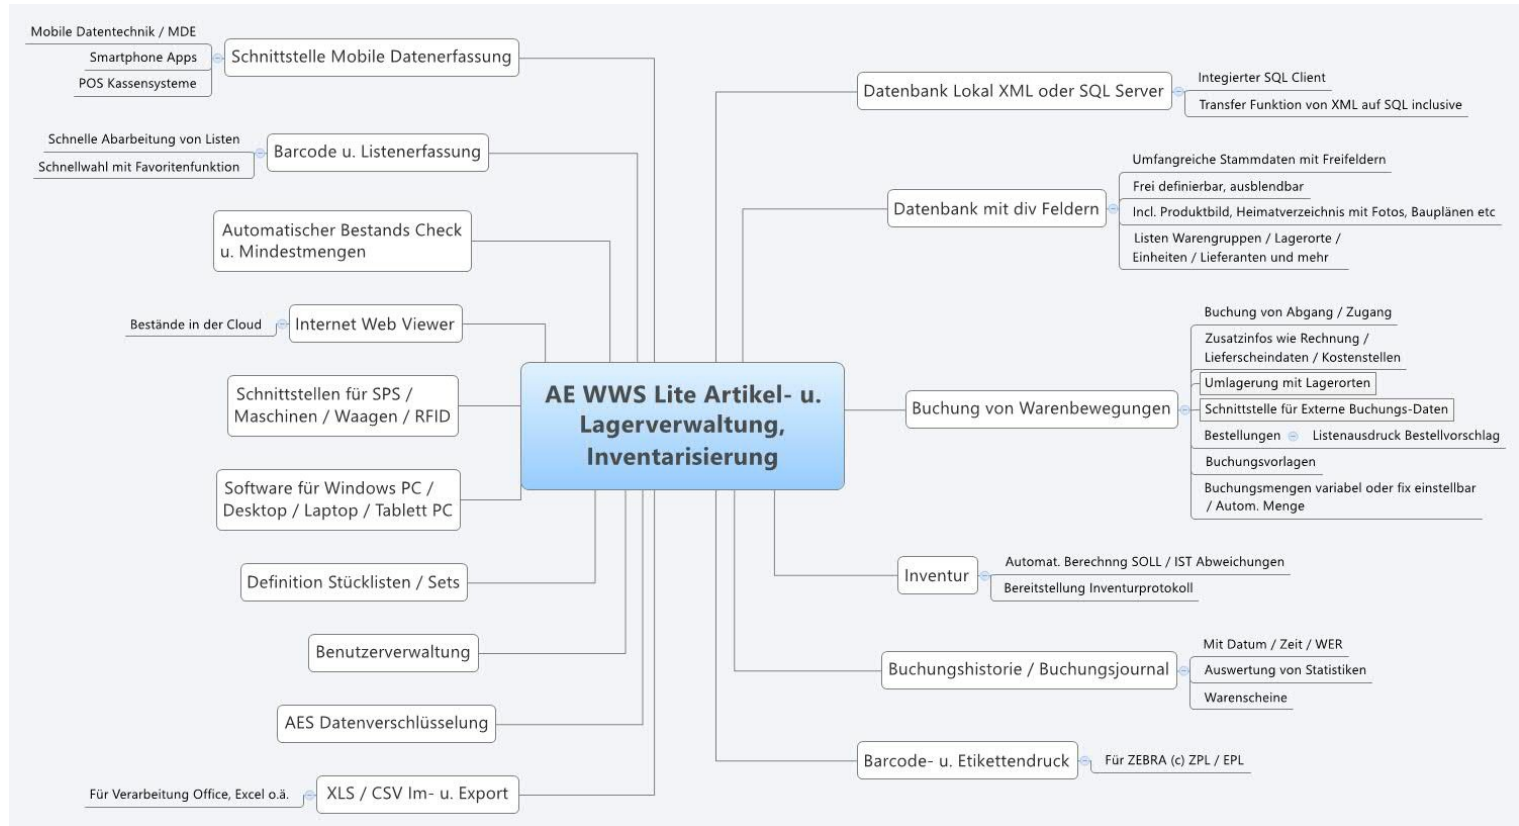 Mobile Datentechnik / MDE
Smartphone Apps
POS Kassensysteme
Schnittstelle Mobile Datenerfassung
Schnelle Abarbeitung von Listen
Schnellwahl mit Favoritenfunktion
Barcode u. Listenerfassung
Automatischer Bestands Check
u. Mindestmengen
Bestände in der Cloud
Internet Web Viewer
Schnittstellen für SPS /
Maschinen / Waagen / RFID
Software für Windows PC /
Desktop / Laptop / Tablett PC
Definition Stücklisten / Sets
Benutzerverwaltung
AES Datenverschlüsselung
Für Verarbeitung Office, Excel o.ä.
XLS / CSV Im- u. Export
AE WWS Lite Artikel- u.
Lagerverwaltung,
Inventarisierung
Datenbank Lokal XML oder SQL Server
Integrierter SQL Client
Transfer Funktion von XML auf SQL inclusive
Datenbank mit div Feldern
Umfangreiche Stammdaten mit Freifeldern
Frei definierbar, ausblendbar
Incl. Produktbild, Heimatverzeichnis mit Fotos, Bauplänen etc
Listen Warengruppen / Lagerorte /
Einheiten / Lieferanten und mehr
Buchung von Warenbewegungen
Buchung von Abgang / Zugang
Zusatzinfos wie Rechnung /
Lieferscheindaten / Kostenstellen
Umlagerung mit Lagerorten
Schnittstelle für Externe Buchungs-Daten
Bestellungen
Listenausdruck Bestellvorschlag
Buchungsvorlagen
Buchungsmengen variabel oder fix einstellbar
/ Autom. Menge
Inventur
Automat. Berechnng SOLL / IST Abweichungen
Bereitstellung Inventurprotokoll
Buchungshistorie / Buchungsjournal
Mit Datum / Zeit / WER
Auswertung von Statistiken
Warenscheine
Barcode- u. Etikettendruck
Für ZEBRA (c) ZPL / EPL